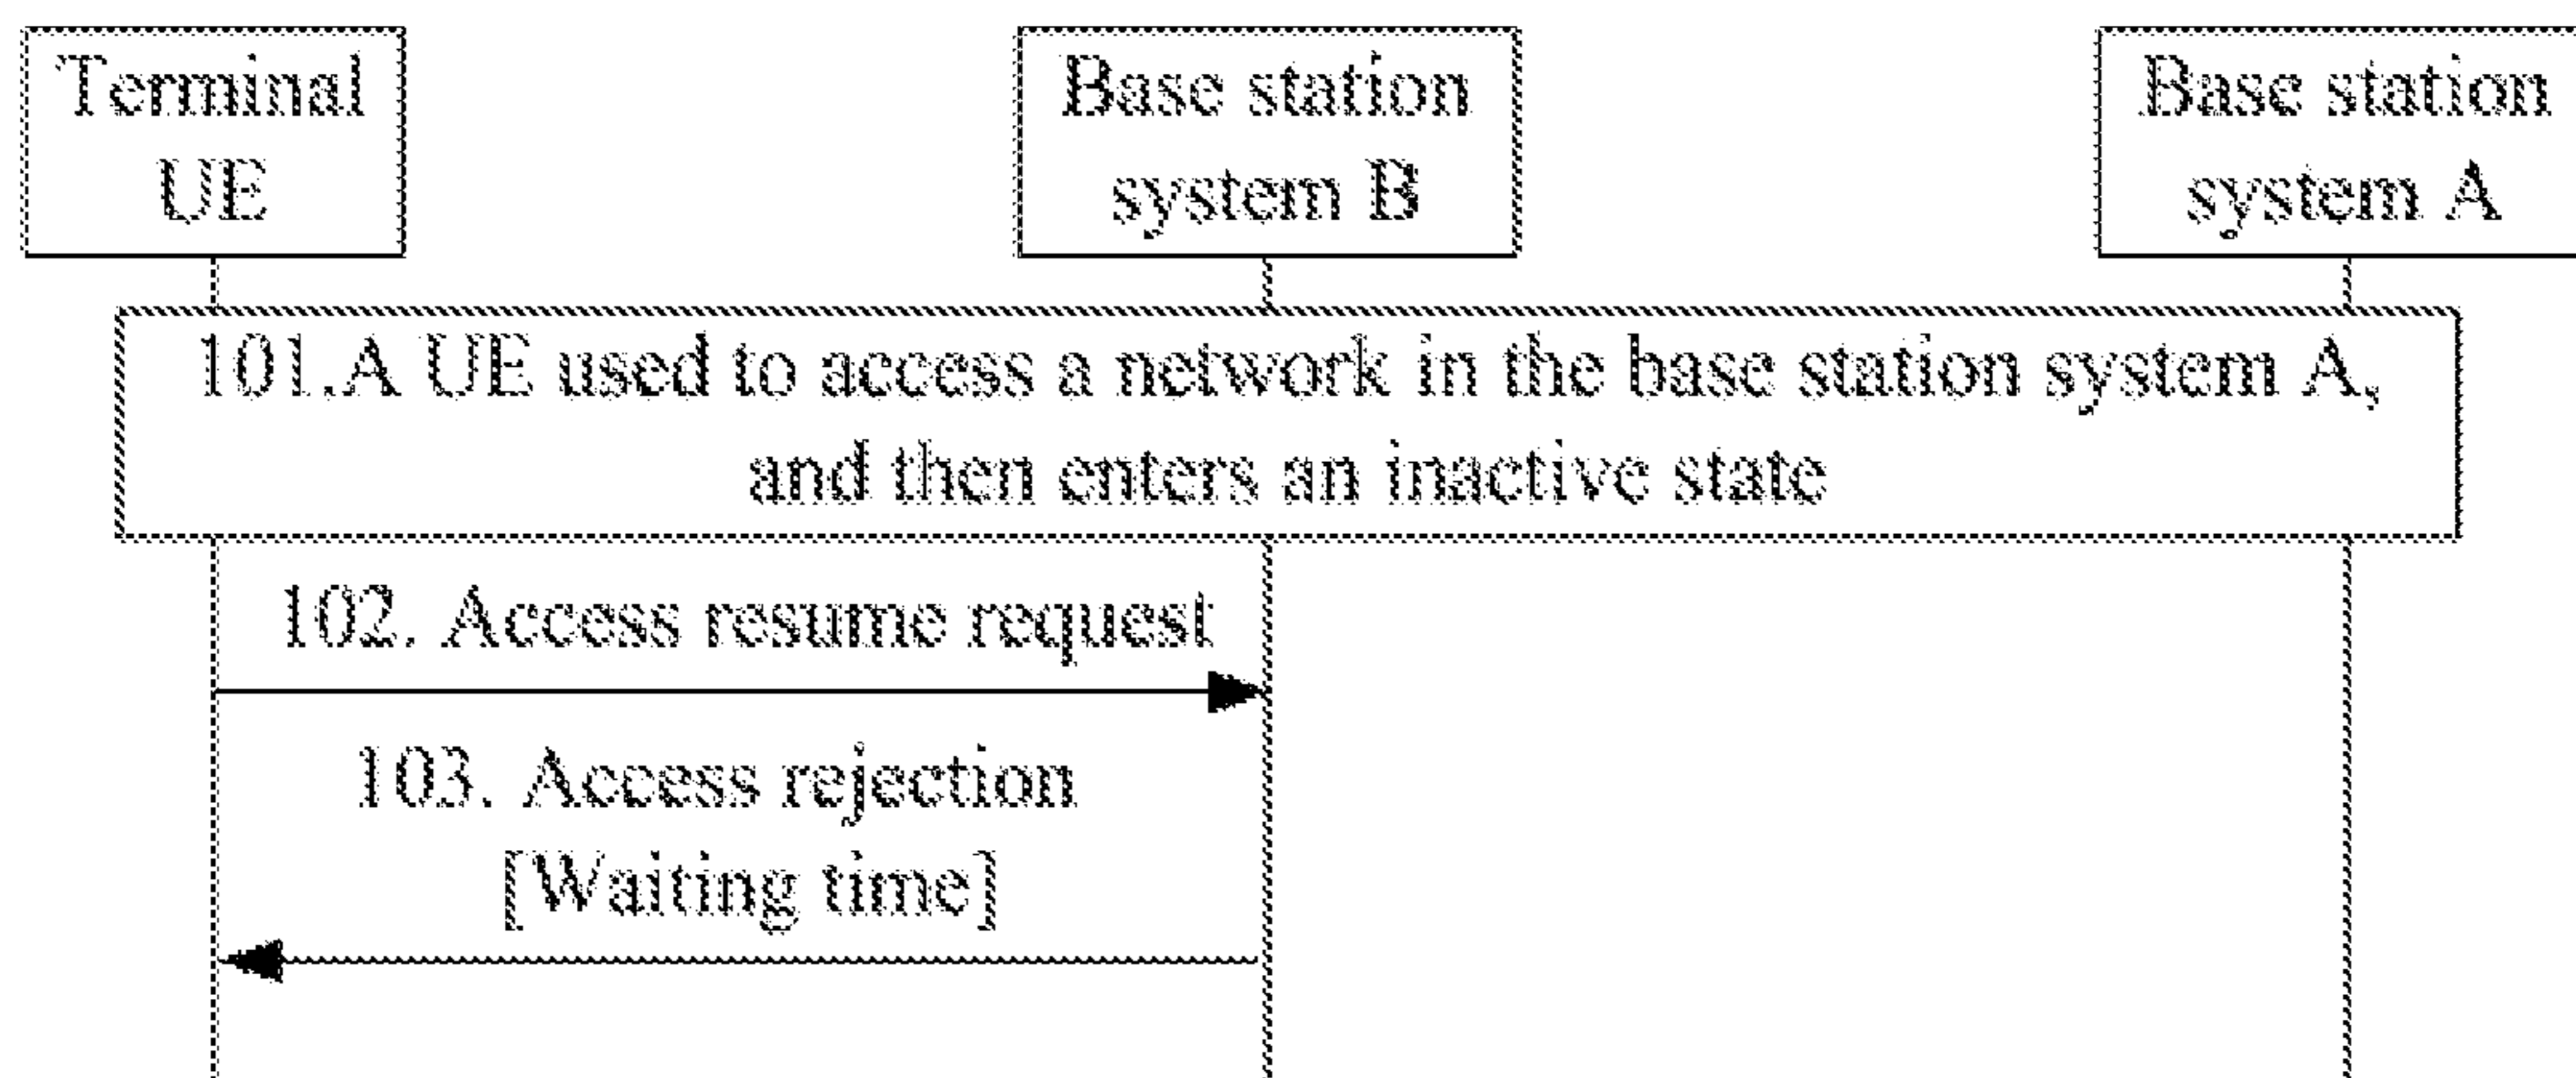 Terminal
UE
Base station
system B
Base station
system A
101.A UE used to access a network in the base station system A,
and then enters an inactive state
102. Access resume request
103. Access rejection
[Waiting time]